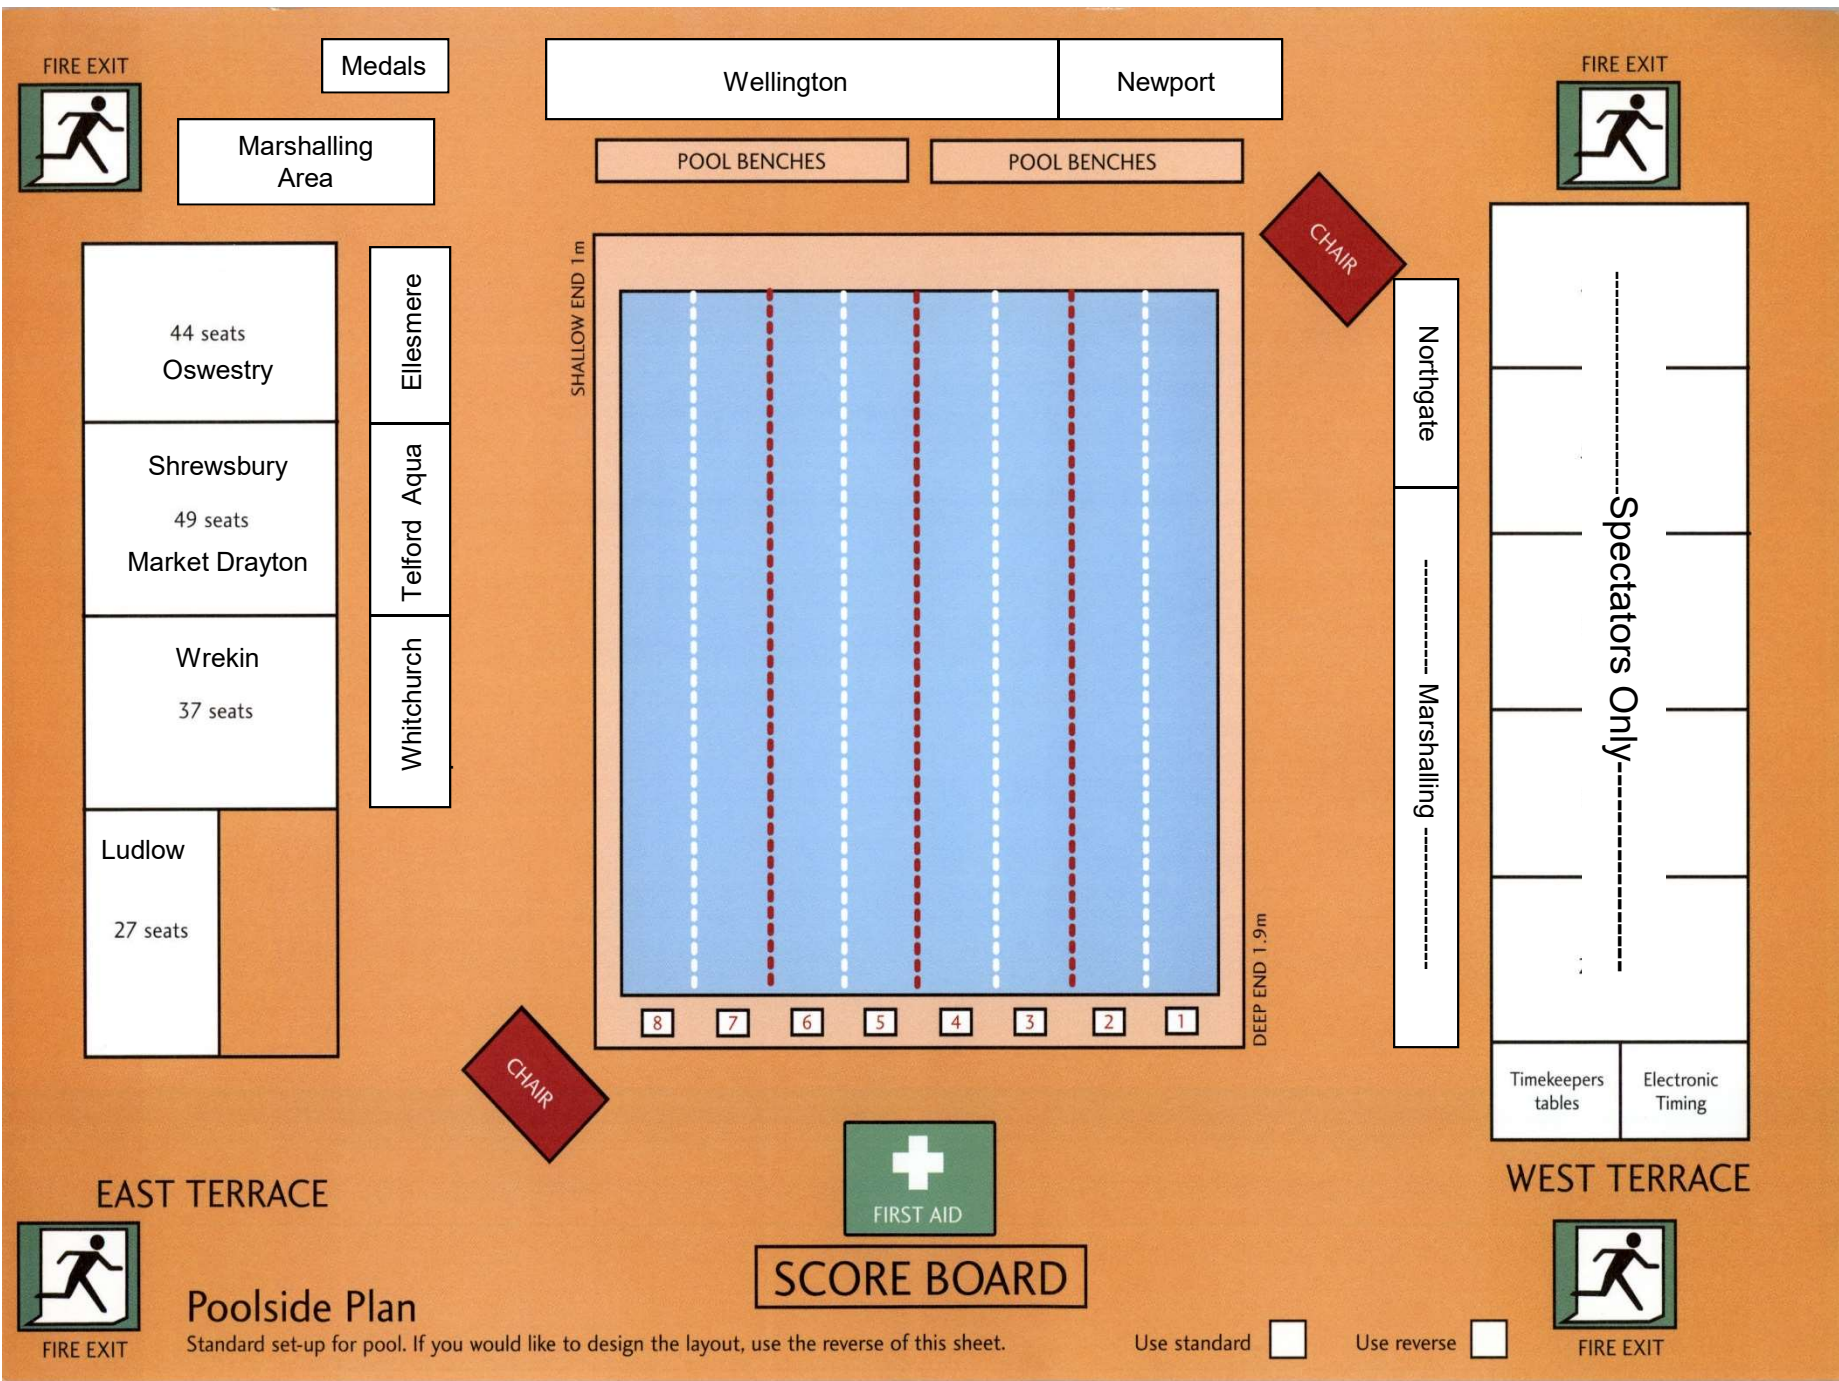 FIRE EXIT
Medals
Marshalling
Area
Wellington
Newport
FIRE EXIT
POOL BENCHES
POOL BENCHES
CHAIR
SHALLOW END 1m
44 seats
Oswestry
Shrewsbury
49 seats
Market Drayton
Wrekin
37 seats
Ludlow
27 seats
Ellesmere
Telford Aqua
Whitchurch
Northgate
Marshalling
Spectators Only
DEEP END 1.9m
8
7
6
5
4
3
2
1
CHAIR
Timekeepers
tables
Electronic
Timing
EAST TERRACE
WEST TERRACE
FIRST AID
SCORE BOARD
Poolside Plan
Standard set-up for pool. If you would like to design the layout, use the reverse of this sheet.
Use standard
Use reverse
FIRE EXIT
FIRE EXIT